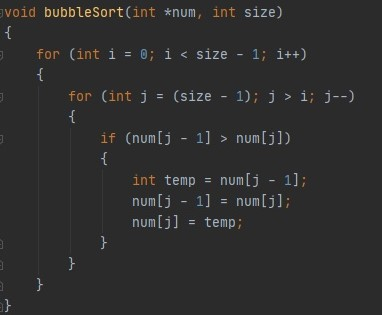 void bubbleSort(int *num, int size)
{
    for (int i = 0; i < size - 1; i++)
    {
        for (int j = (size - 1); j > i; j--)
        {
            if (num[j - 1] > num[j])
            {
                int temp = num[j - 1];
                num[j - 1] = num[j];
                num[j] = temp;
            }
        }
    }
}